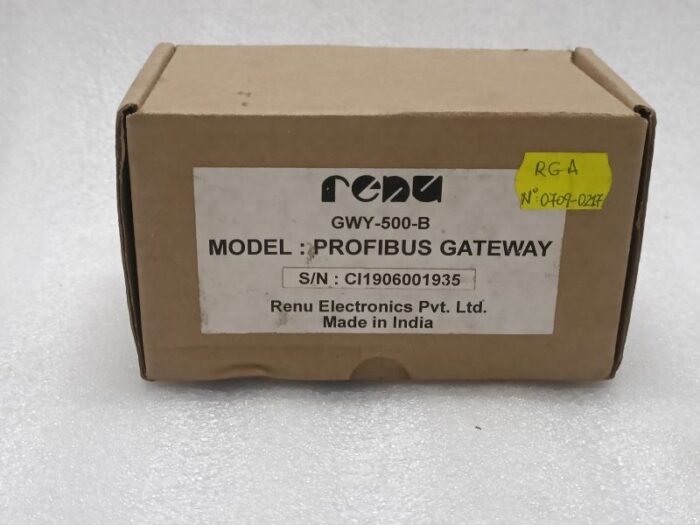 renu
GWY-500-B
MODEL : PROFIBUS GATEWAY
S/N : CI1906001935
Renu Electronics Pvt. Ltd.
Made in India
RGA
N°:0709-0217